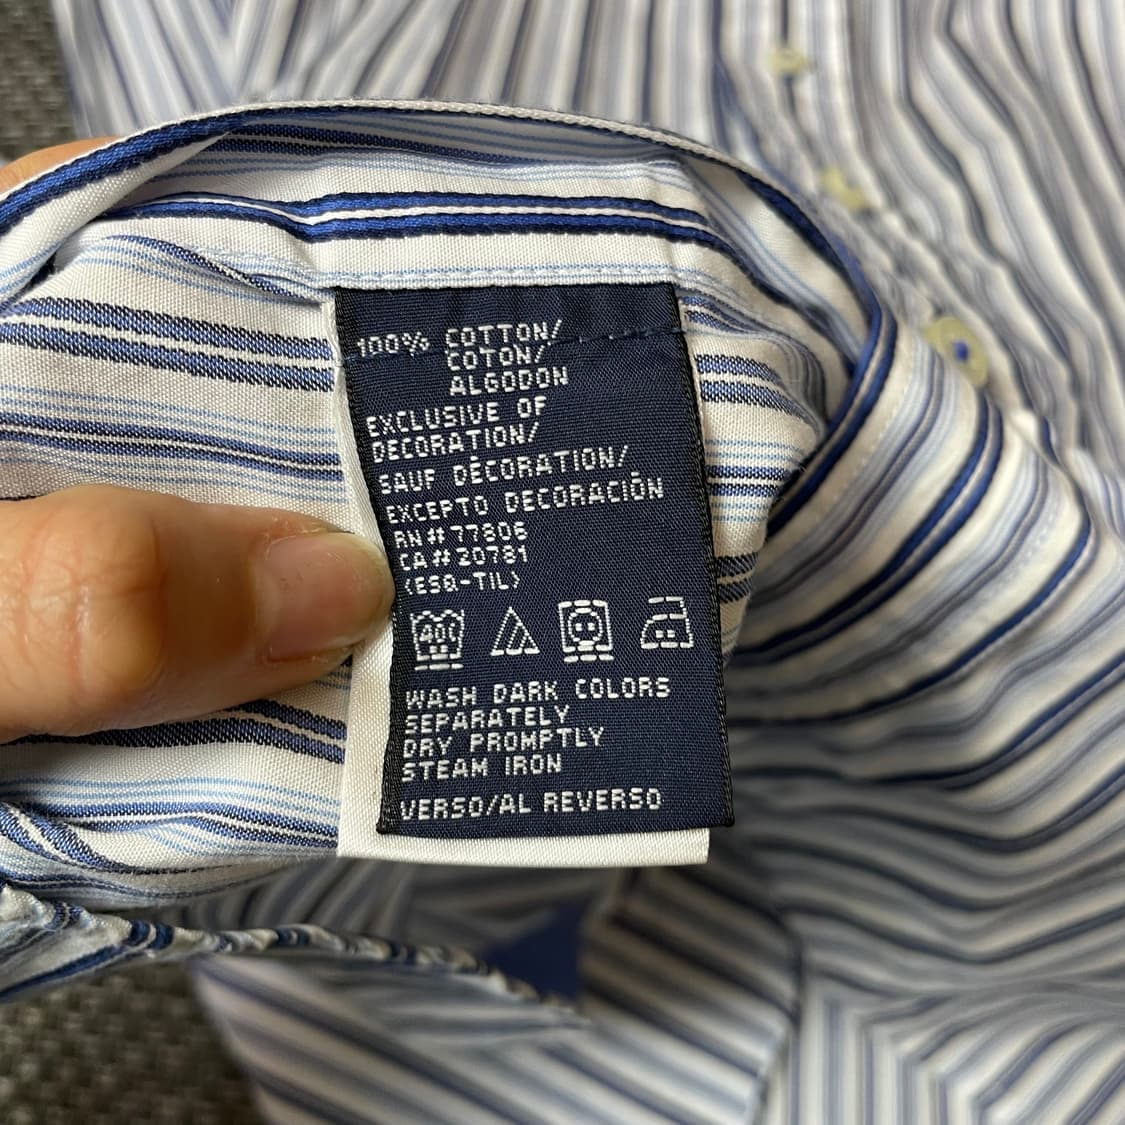 100% COTTON/
COTON/
ALGODON
EXCLUSIVE OF
DECORATION/
SAUF DÉCORATION/
EXCEPTO DECORACIÓN
RN#77806
CA#20781
(ESQ-TIL)
40C
WASH DARK COLORS
SEPARATELY
DRY PROMPTLY
STEAM IRON
VERSO/AL REVERSO